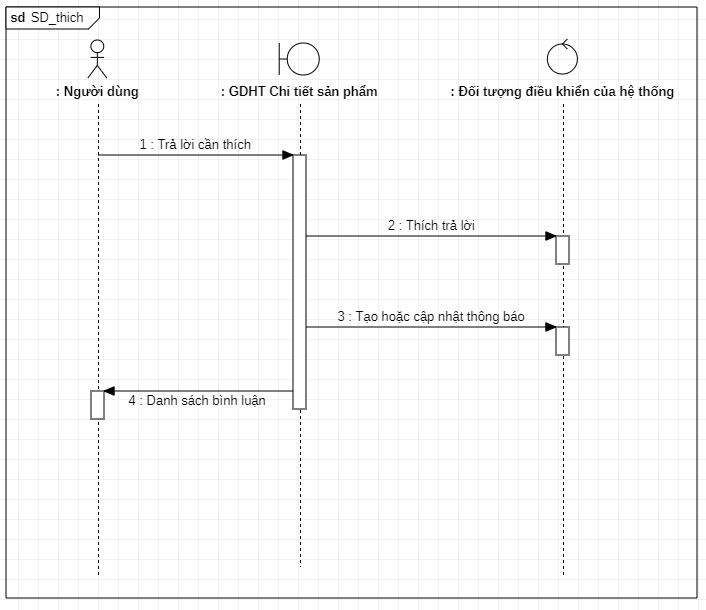 sd SD_thich
: Người dùng
: GDHT Chi tiết sản phẩm
: Đối tượng điều khiển của hệ thống
1 : Trả lời cần thích
2 : Thích trả lời
3 : Tạo hoặc cập nhật thông báo
4 : Danh sách bình luận